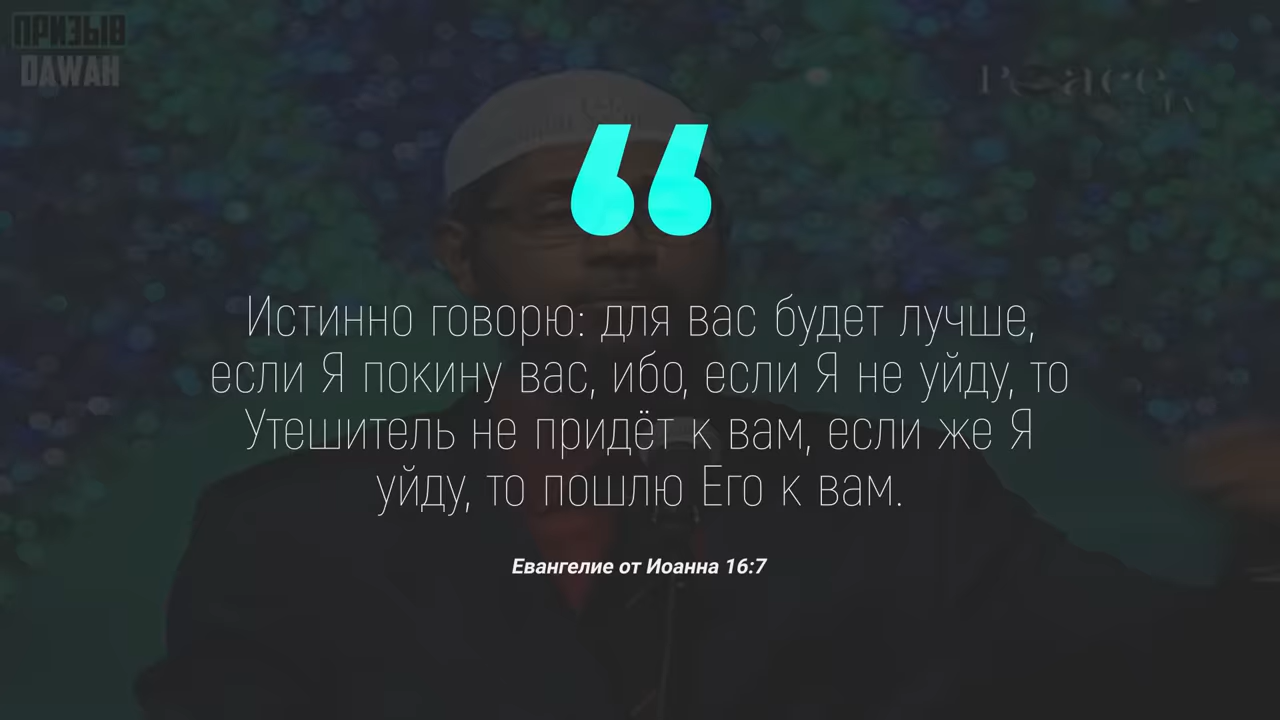 ПРИЗЫВ
DAWAH
Peace
TV
Истинно говорю: для вас будет лучше,
если Я покину вас, ибо, если Я не уйду, то
Утешитель не придёт к вам, если же Я
уйду, то пошлю Его к вам.
Евангелие от Иоанна 16:7